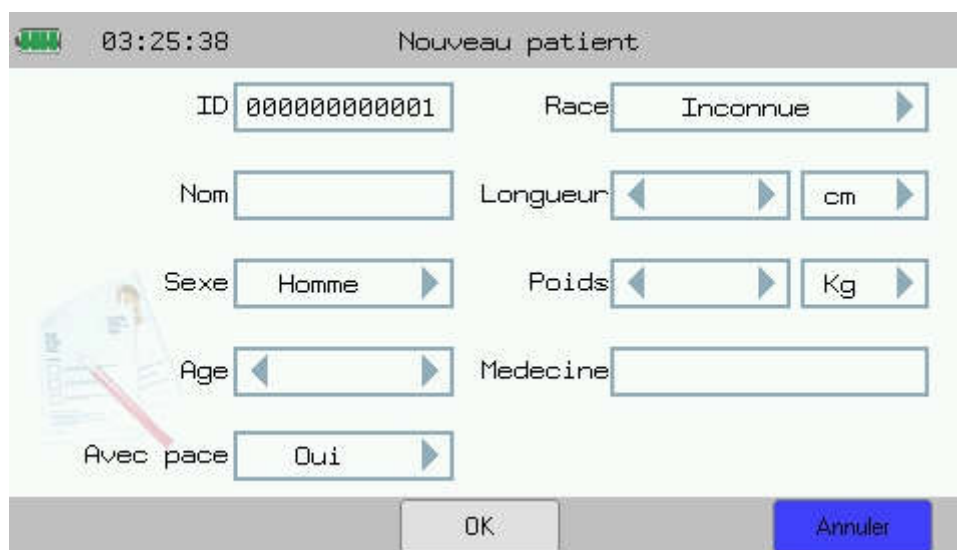 03:25:38 Nouveau patient
ID 000000000001 Race Inconnue
Nom Longueur cm
Sexe Homme Poids Kg
Age Medecine
Avec pace Oui
OK Annuler